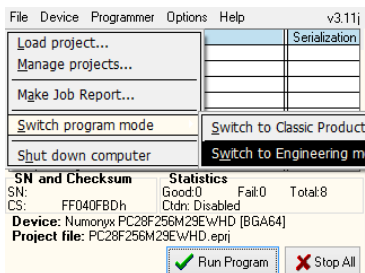 File Device Programmer Options Help v3.11j
Serialization
Load project...
Manage projects...
Make Job Report...
Switch program mode
Switch to Classic Product
Switch to Engineering m
Shut down computer
SN and Checksum Statistics
SN: Good:0 Fail:0 Total:8
CS: FF040FBDh Ctdn: Disabled
Device: Numonyx PC28F256M29EWHD [BGA64]
Project file: PC28F256M29EWHD.eprj
Run Program Stop All